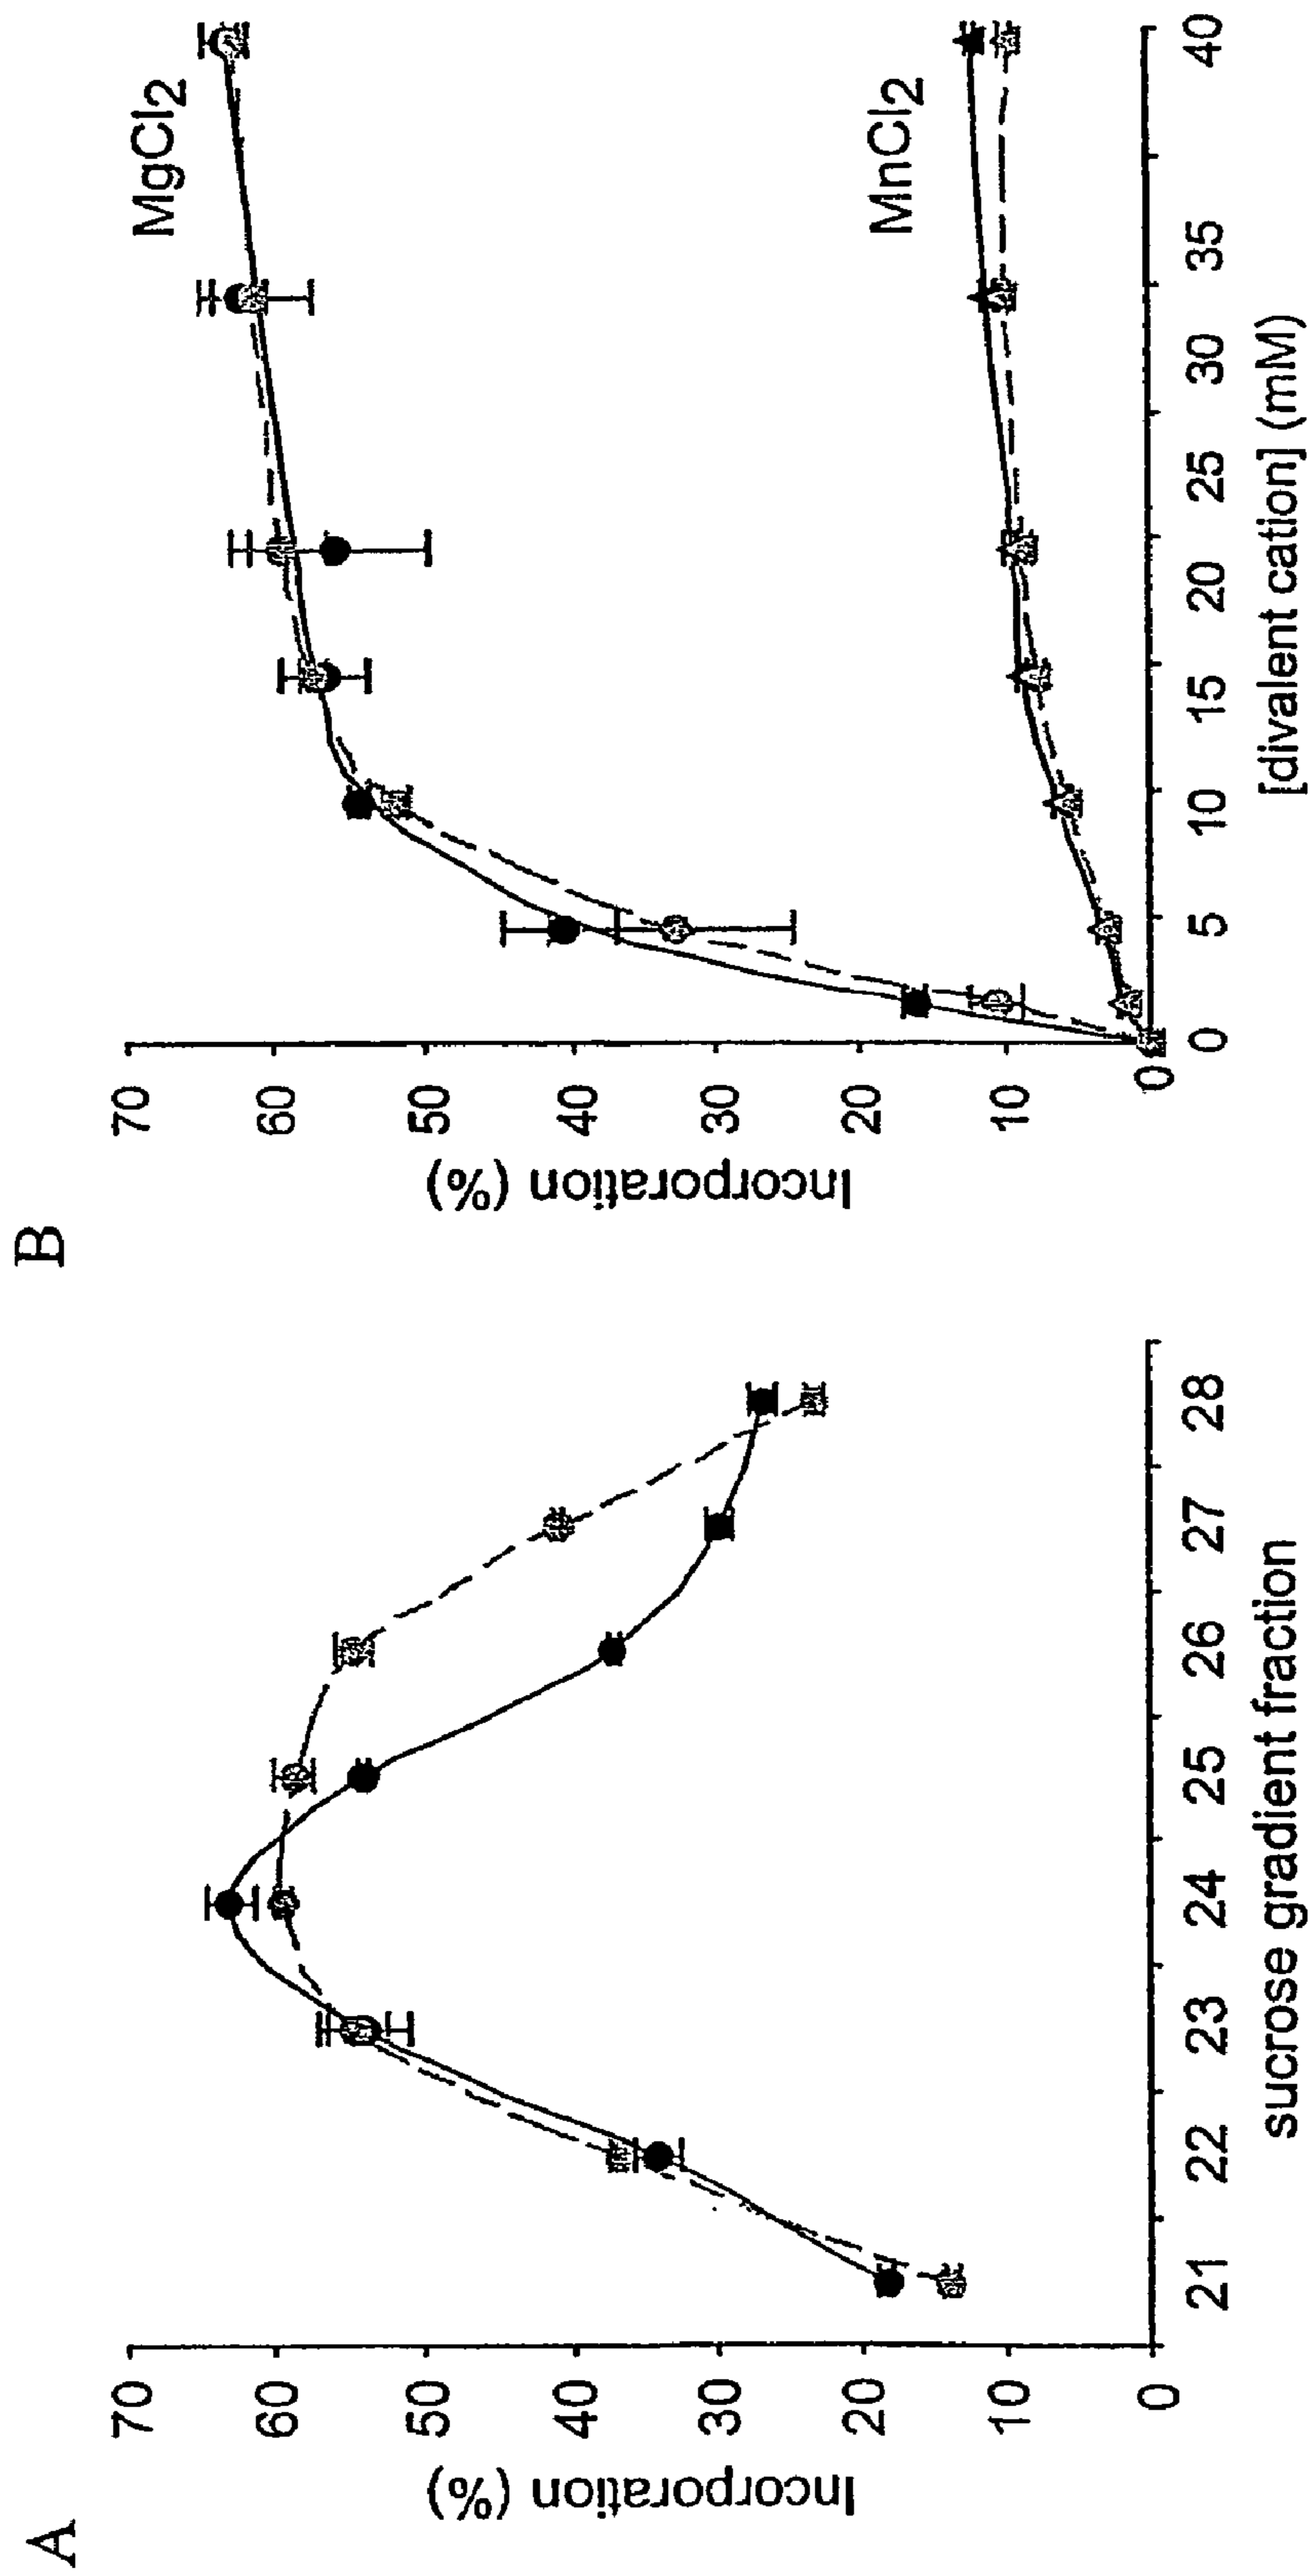 A
Incorporation (%)
70
60
50
40
30
20
10
0
21 22 23 24 25 26 27 28
sucrose gradient fraction
B
Incorporation (%)
70
60
50
40
30
20
10
0
MgCl2
MnCl2
0 5 10 15 20 25 30 35 40
[divalent cation] (mM)